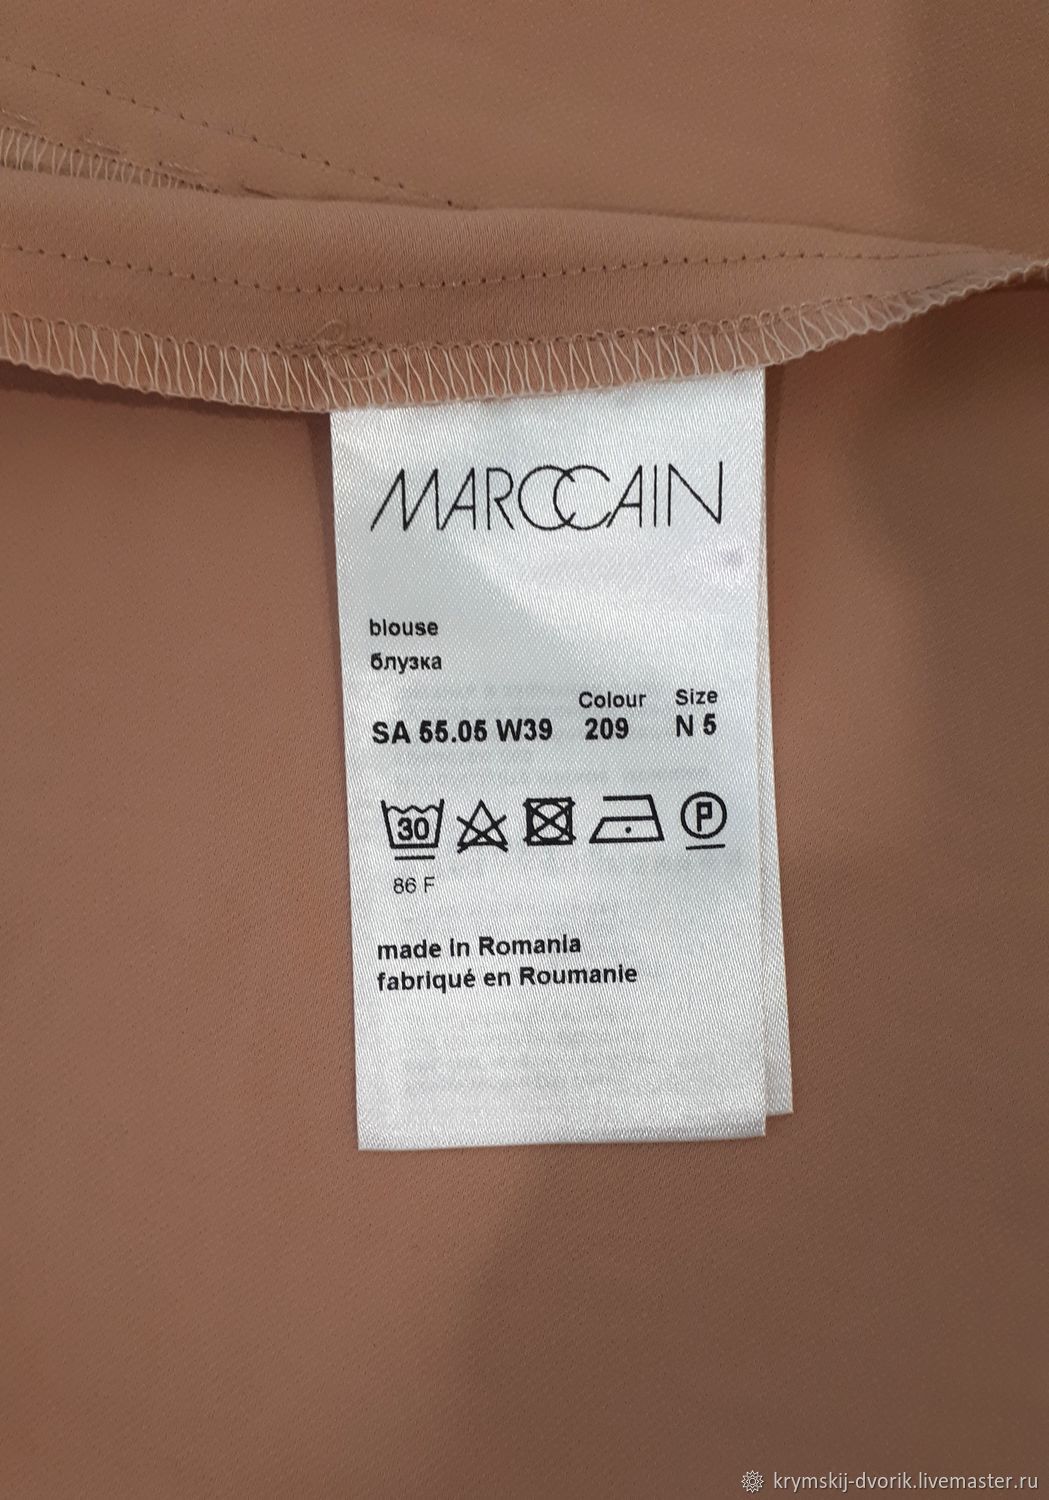 MARCCAIN
blouse
блузка
Colour Size
SA 55.05 W39 209 N 5
30 P
86 F
made in Romania
fabriqué en Roumanie
krymskij-dvorik.livemaster.ru